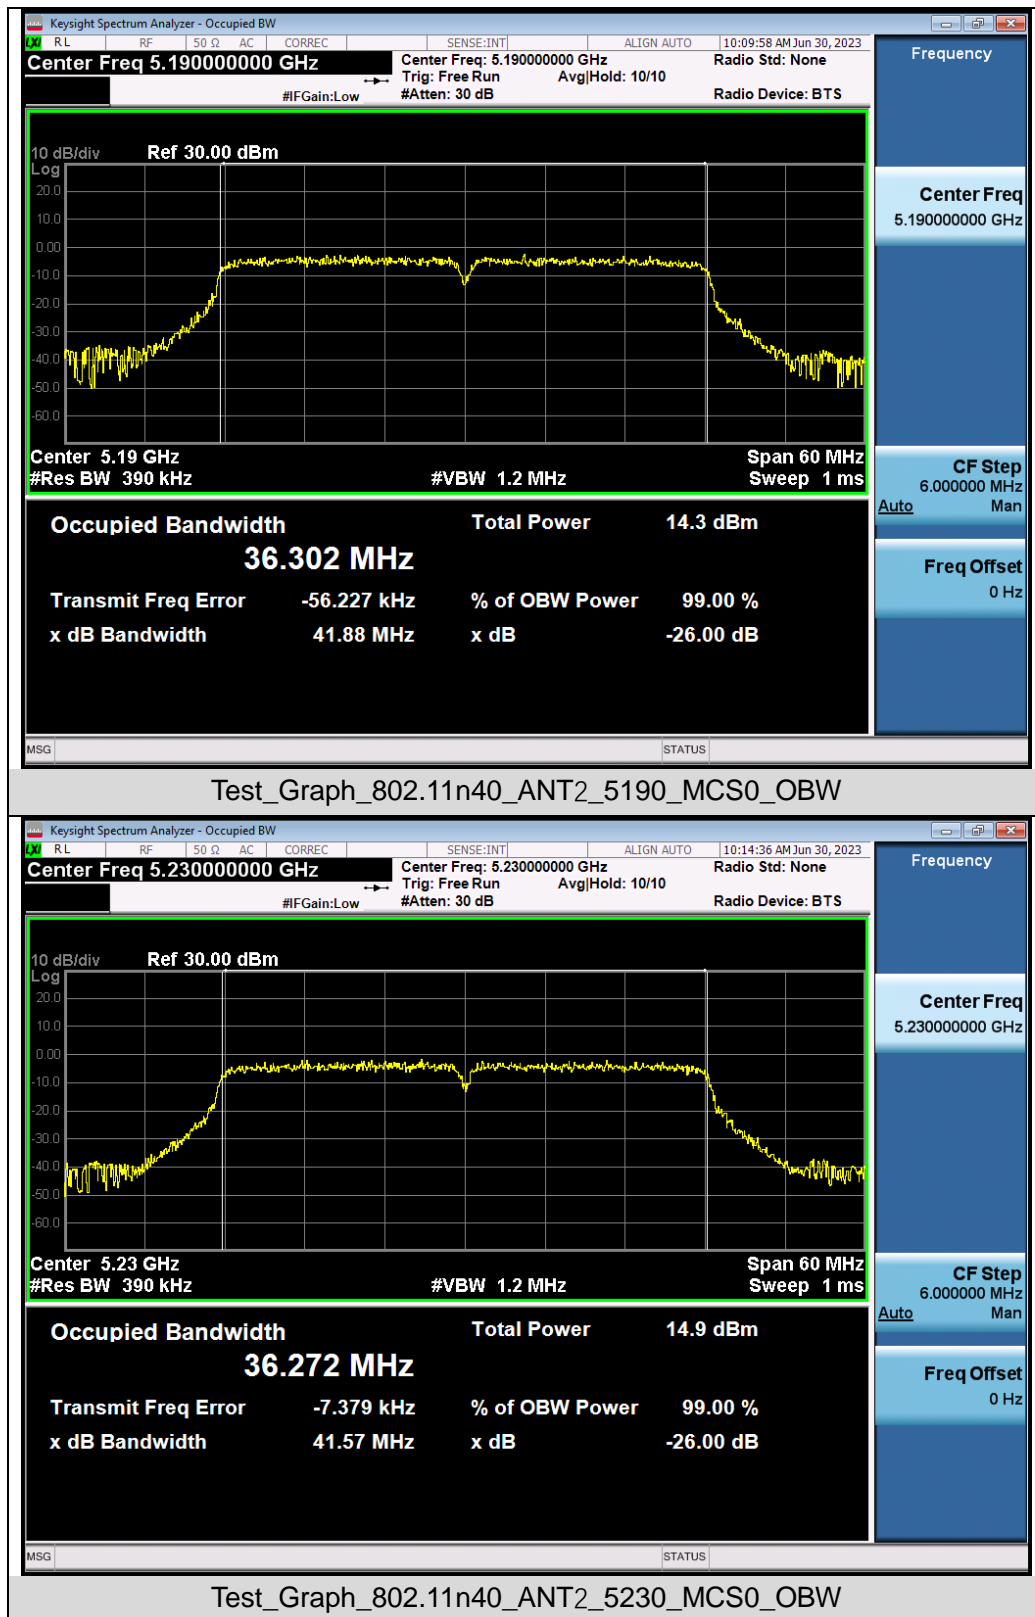 Keysight Spectrum Analyzer - Occupied BW
LXI RL RF 50 Ω AC CORREC SENSE:INT ALIGN AUTO 10:09:58 AM Jun 30, 2023
Center Freq 5.190000000 GHz Center Freq: 5.190000000 GHz Radio Std: None Frequency
Trig: Free Run Avg|Hold: 10/10
#IFGain:Low #Atten: 30 dB Radio Device: BTS
10 dB/div Ref 30.00 dBm
Log
20.0
10.0
0.00
-10.0
-20.0
-30.0
-40.0
-50.0
-60.0
Center Freq
5.190000000 GHz
Center 5.19 GHz Span 60 MHz
#Res BW 390 kHz #VBW 1.2 MHz Sweep 1 ms
CF Step
6.000000 MHz
Auto Man
Occupied Bandwidth Total Power 14.3 dBm
36.302 MHz
Freq Offset
0 Hz
Transmit Freq Error -56.227 kHz % of OBW Power 99.00 %
x dB Bandwidth 41.88 MHz x dB -26.00 dB
MSG STATUS
Test_Graph_802.11n40_ANT2_5190_MCS0_OBW
Keysight Spectrum Analyzer - Occupied BW
LXI RL RF 50 Ω AC CORREC SENSE:INT ALIGN AUTO 10:14:36 AM Jun 30, 2023
Center Freq 5.230000000 GHz Center Freq: 5.230000000 GHz Radio Std: None Frequency
Trig: Free Run Avg|Hold: 10/10
#IFGain:Low #Atten: 30 dB Radio Device: BTS
10 dB/div Ref 30.00 dBm
Log
20.0
10.0
0.00
-10.0
-20.0
-30.0
-40.0
-50.0
-60.0
Center Freq
5.230000000 GHz
Center 5.23 GHz Span 60 MHz
#Res BW 390 kHz #VBW 1.2 MHz Sweep 1 ms
CF Step
6.000000 MHz
Auto Man
Occupied Bandwidth Total Power 14.9 dBm
36.272 MHz
Freq Offset
0 Hz
Transmit Freq Error -7.379 kHz % of OBW Power 99.00 %
x dB Bandwidth 41.57 MHz x dB -26.00 dB
MSG STATUS
Test_Graph_802.11n40_ANT2_5230_MCS0_OBW